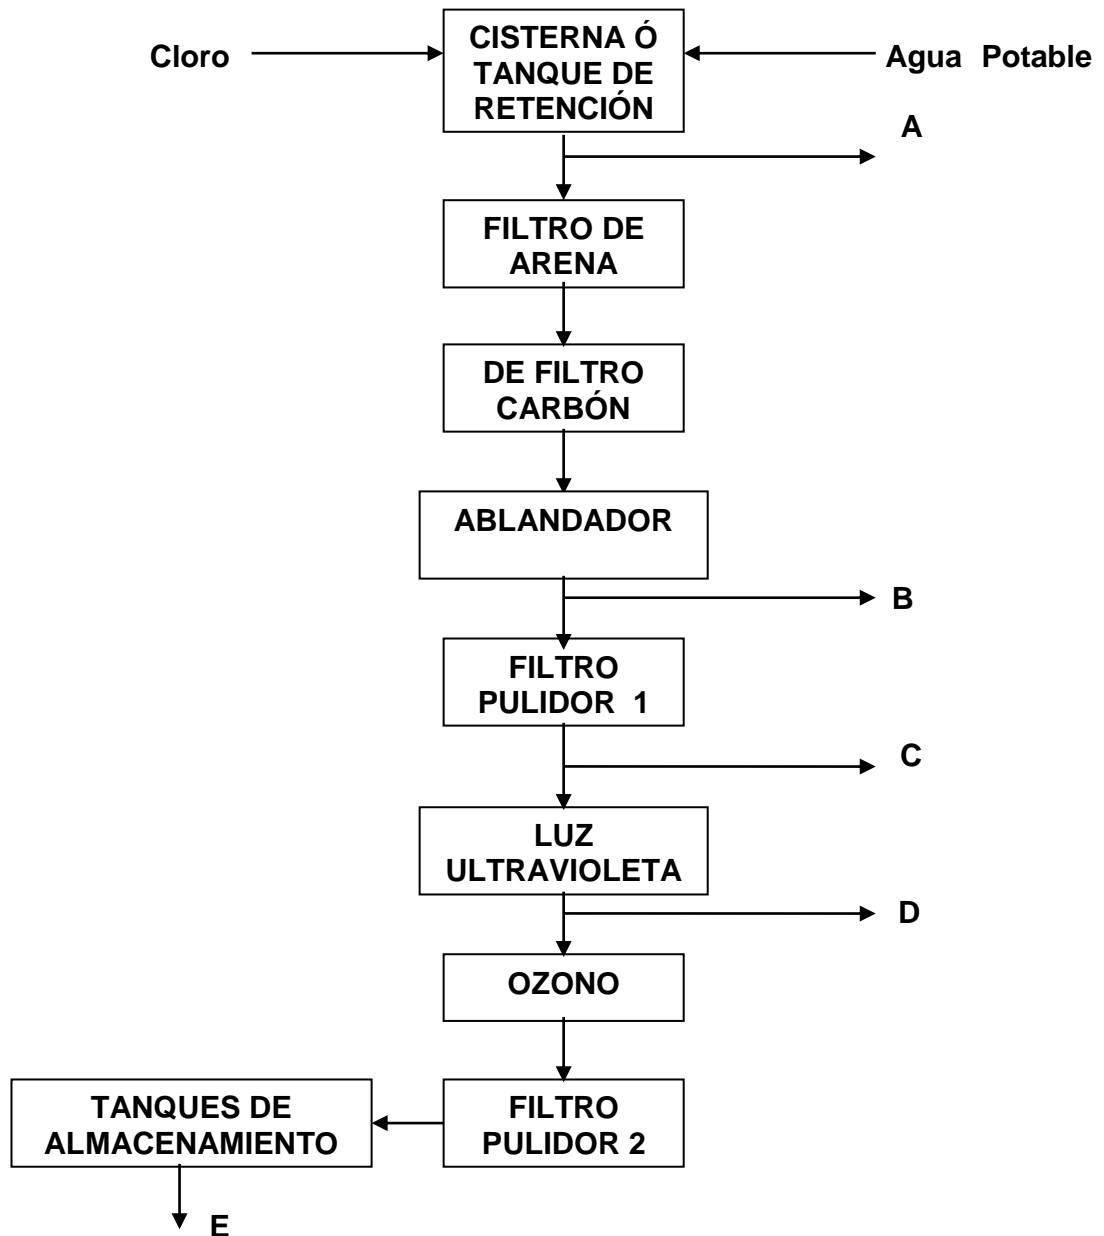 Cloro
CISTERNA Ó
TANQUE DE
RETENCIÓN
Agua Potable
A
FILTRO DE
ARENA
DE FILTRO
CARBÓN
ABLANDADOR
B
FILTRO
PULIDOR 1
C
LUZ
ULTRAVIOLETA
D
OZONO
FILTRO
PULIDOR 2
TANQUES DE
ALMACENAMIENTO
E